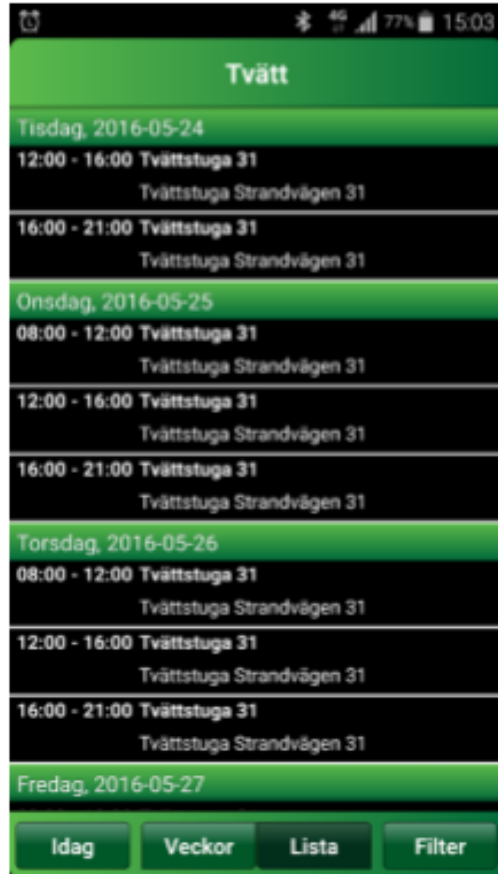 4G 77% 15:03
Tvätt
Tisdag, 2016-05-24
12:00 - 16:00 Tvättstuga 31
Tvättstuga Strandvägen 31
16:00 - 21:00 Tvättstuga 31
Tvättstuga Strandvägen 31
Onsdag, 2016-05-25
08:00 - 12:00 Tvättstuga 31
Tvättstuga Strandvägen 31
12:00 - 16:00 Tvättstuga 31
Tvättstuga Strandvägen 31
16:00 - 21:00 Tvättstuga 31
Tvättstuga Strandvägen 31
Torsdag, 2016-05-26
08:00 - 12:00 Tvättstuga 31
Tvättstuga Strandvägen 31
12:00 - 16:00 Tvättstuga 31
Tvättstuga Strandvägen 31
16:00 - 21:00 Tvättstuga 31
Tvättstuga Strandvägen 31
Fredag, 2016-05-27
Idag Veckor Lista Filter